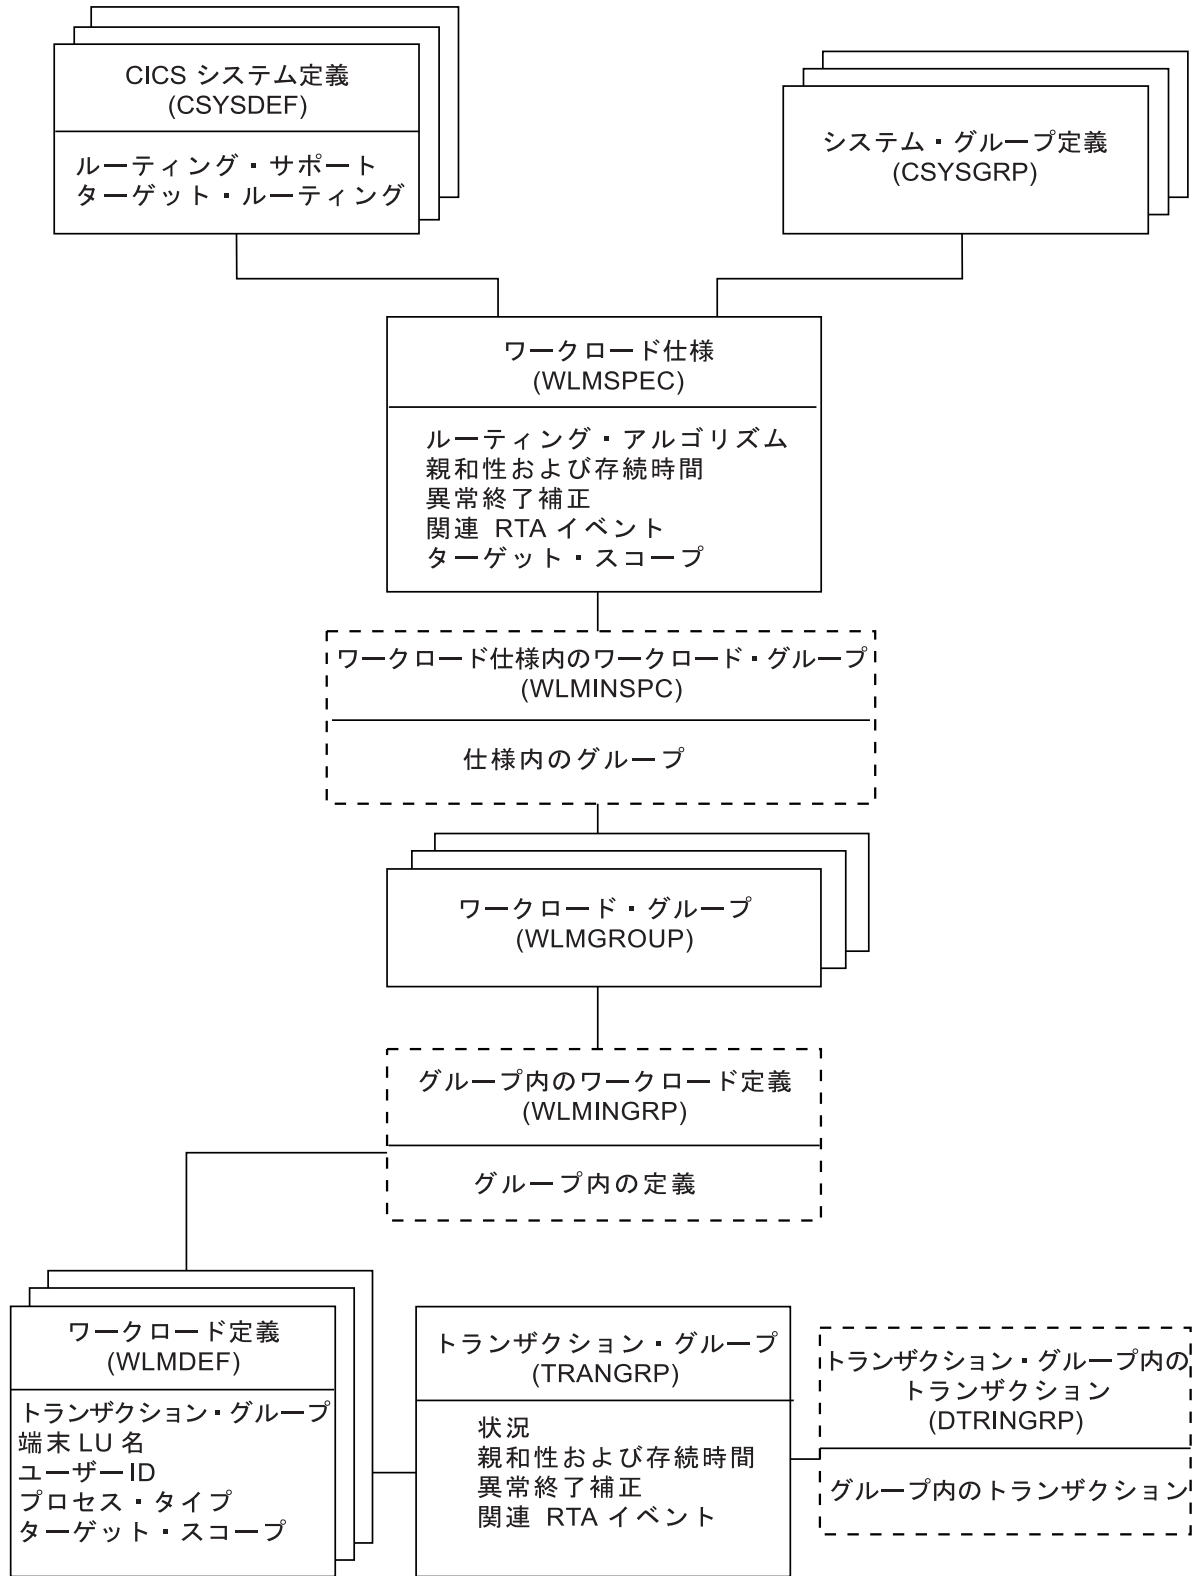 CICS システム定義
(CSYSDEF)
ルーティング・サポート
ターゲット・ルーティング
システム・グループ定義
(CSYSGRP)
ワークロード仕様
(WLMSPEC)
ルーティング・アルゴリズム
親和性および存続時間
異常終了補正
関連 RTA イベント
ターゲット・スコープ
ワークロード仕様内のワークロード・グループ
(WLMINSPC)
仕様内のグループ
ワークロード・グループ
(WLMGROUP)
グループ内のワークロード定義
(WLMINGRP)
グループ内の定義
ワークロード定義
(WLMDEF)
トランザクション・グループ
端末 LU 名
ユーザー ID
プロセス・タイプ
ターゲット・スコープ
トランザクション・グループ
(TRANGRP)
状況
親和性および存続時間
異常終了補正
関連 RTA イベント
トランザクション・グループ内の
トランザクション
(DTRINGRP)
グループ内のトランザクション